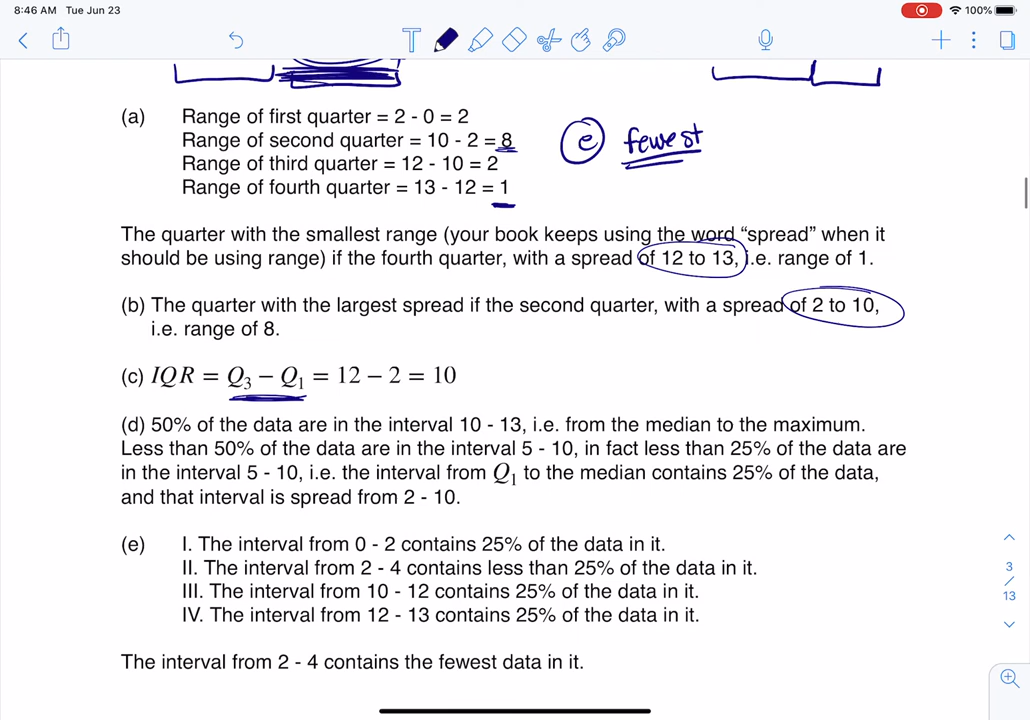 8:46 AM Tue Jun 23
100%
(a) Range of first quarter = 2 - 0 = 2
Range of second quarter = 10 - 2 = 8
Range of third quarter = 12 - 10 = 2
Range of fourth quarter = 13 - 12 = 1
e fewest
The quarter with the smallest range (your book keeps using the word “spread” when it
should be using range) if the fourth quarter, with a spread of 12 to 13, i.e. range of 1.
(b) The quarter with the largest spread if the second quarter, with a spread of 2 to 10,
i.e. range of 8.
(c) IQR = Q₃ − Q₁ = 12 − 2 = 10
(d) 50% of the data are in the interval 10 - 13, i.e. from the median to the maximum.
Less than 50% of the data are in the interval 5 - 10, in fact less than 25% of the data are
in the interval 5 - 10, i.e. the interval from Q₁ to the median contains 25% of the data,
and that interval is spread from 2 - 10.
(e) I. The interval from 0 - 2 contains 25% of the data in it.
II. The interval from 2 - 4 contains less than 25% of the data in it.
III. The interval from 10 - 12 contains 25% of the data in it.
IV. The interval from 12 - 13 contains 25% of the data in it.
3
/
13
The interval from 2 - 4 contains the fewest data in it.